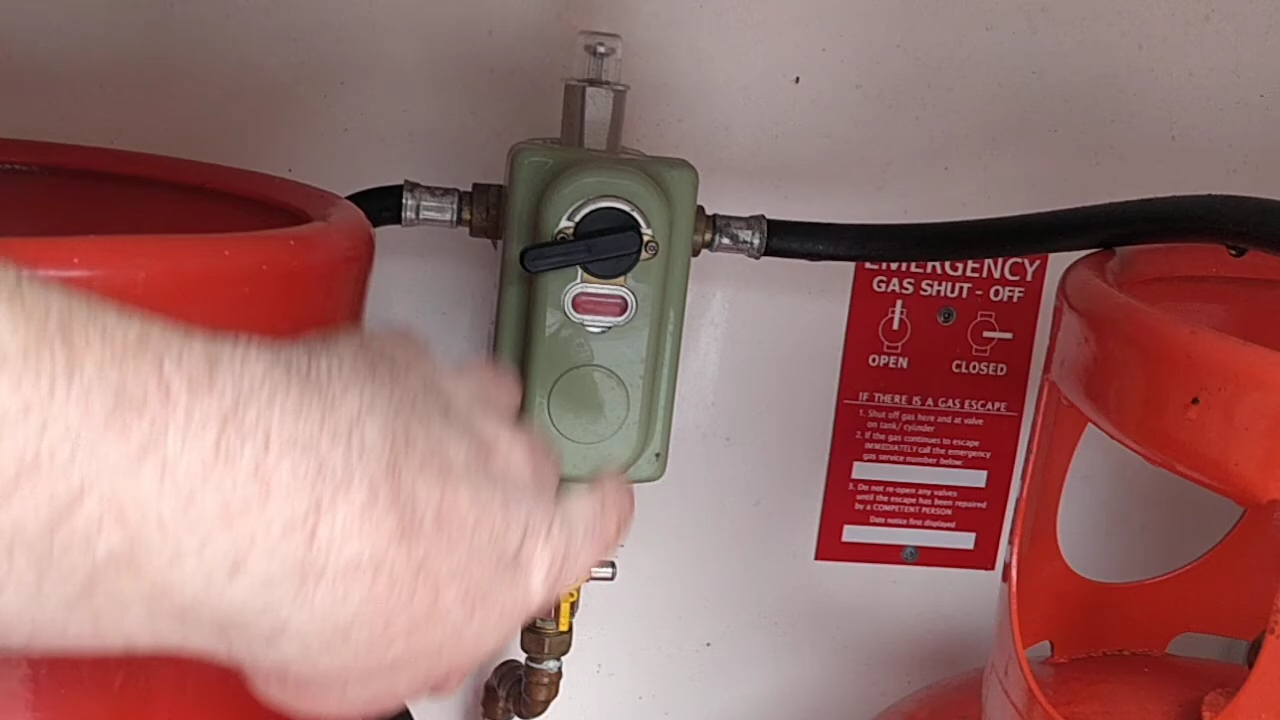 EMERGENCY
GAS SHUT - OFF
OPEN
CLOSED
IF THERE IS A GAS ESCAPE
1. Shut off gas here and at valve
on tank/ cylinder
2. If the gas continues to escape
IMMEDIATELY call the emergency
gas service number below:
3. Do not re-open any valves
until the escape has been repaired
by a COMPETENT PERSON
Date notice first displayed